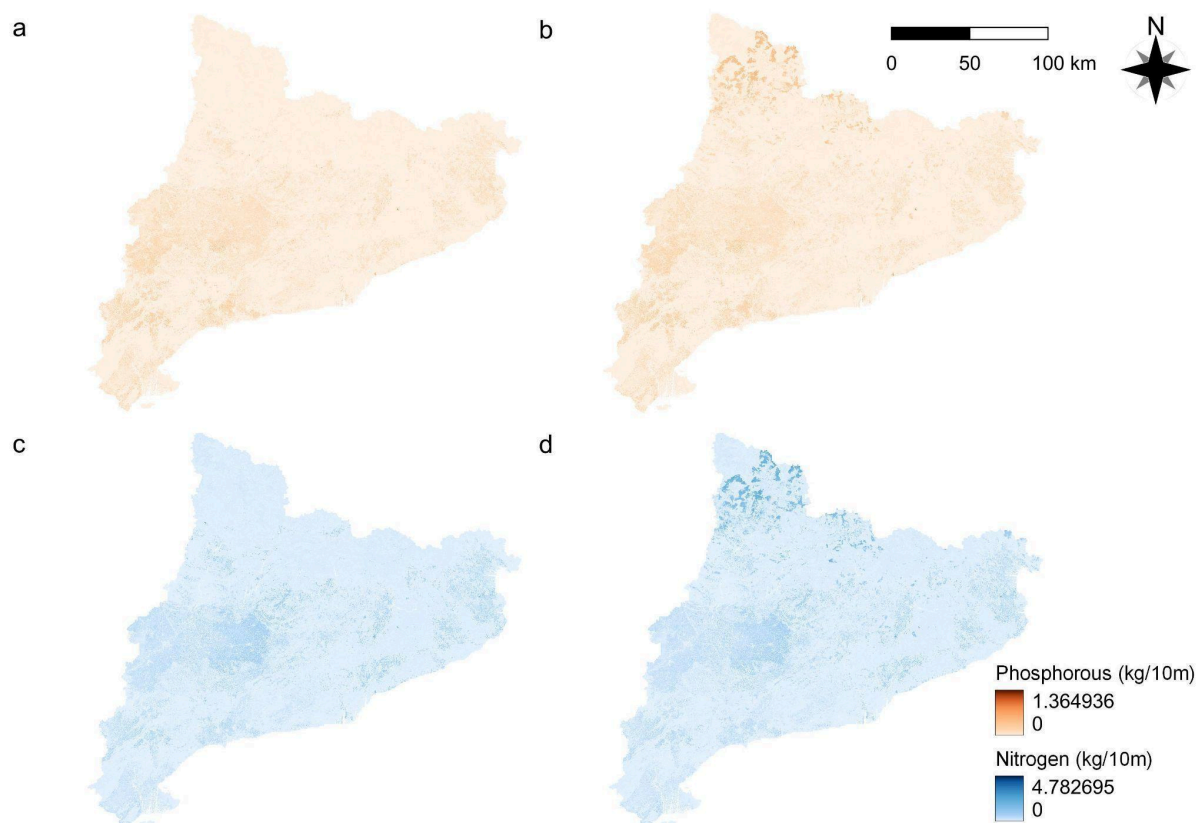 a
b
N
0 50 100 km
c
d
Phosphorous (kg/10m)
1.364936
0
Nitrogen (kg/10m)
4.782695
0